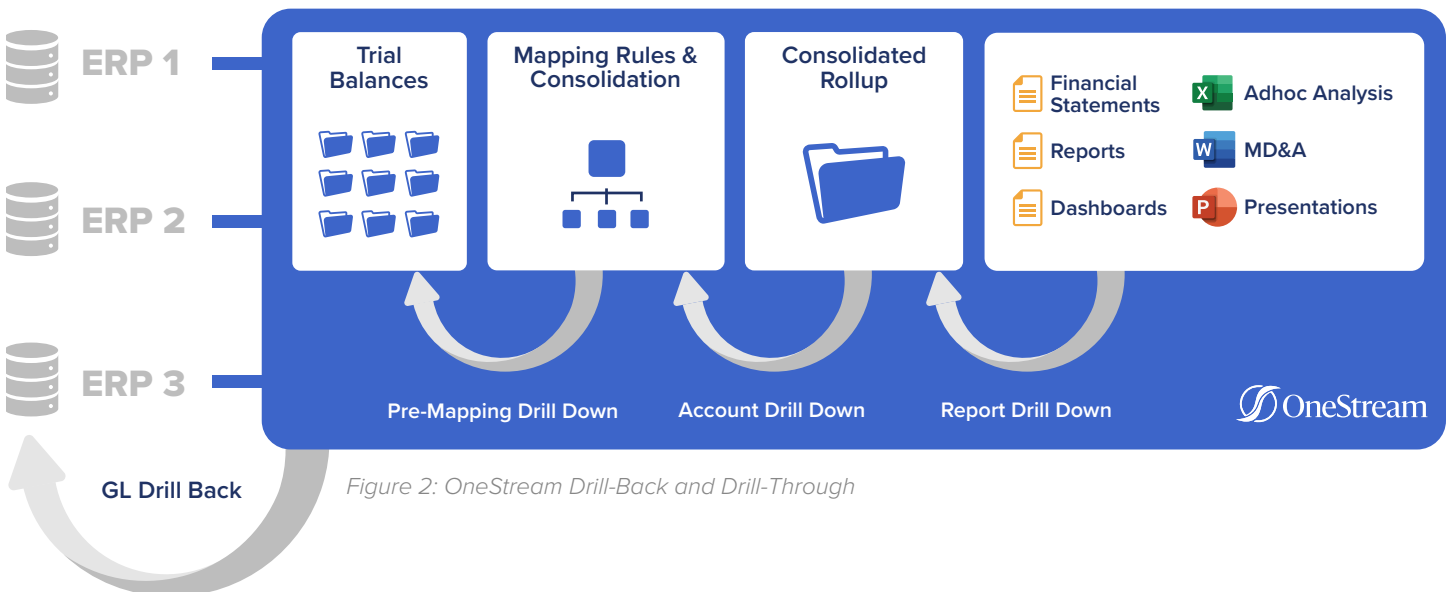 ERP 1
ERP 2
ERP 3
Trial
Balances
Mapping Rules &
Consolidation
Consolidated
Rollup
Financial
Statements
Reports
Dashboards
X
Adhoc Analysis
W
MD&A
P
Presentations
Pre-Mapping Drill Down
Account Drill Down
Report Drill Down
OneStream
GL Drill Back
Figure 2: OneStream Drill-Back and Drill-Through